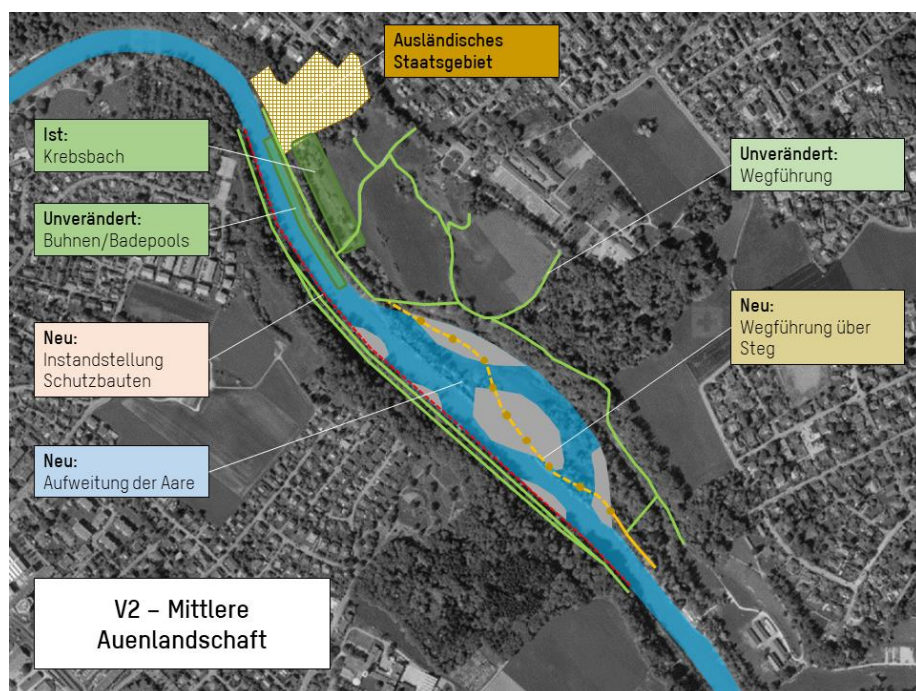 Ausländisches
Staatsgebiet
Ist:
Krebsbach
Unverändert:
Wegführung
Unverändert:
Buhnen/Badepools
Neu:
Wegführung über
Steg
Neu:
Instandstellung
Schutzbauten
Neu:
Aufweitung der Aare
V2 – Mittlere
Auenlandschaft